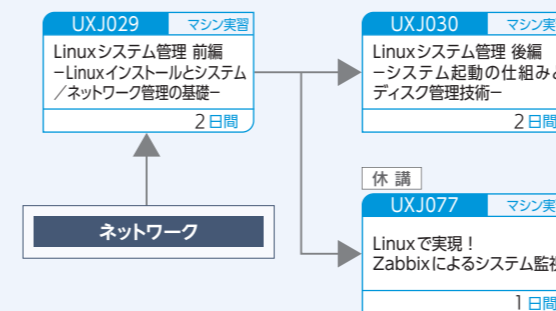 UXJ029 マシン実習
Linuxシステム管理 前編
−Linuxインストールとシステム
／ネットワーク管理の基礎−
2日間
ネットワーク
UXJ030 マシン実
Linuxシステム管理 後編
−システム起動の仕組みと
ディスク管理技術−
2日間
休 講
UXJ077 マシン実
Linuxで実現！
Zabbixによるシステム監視
1日間